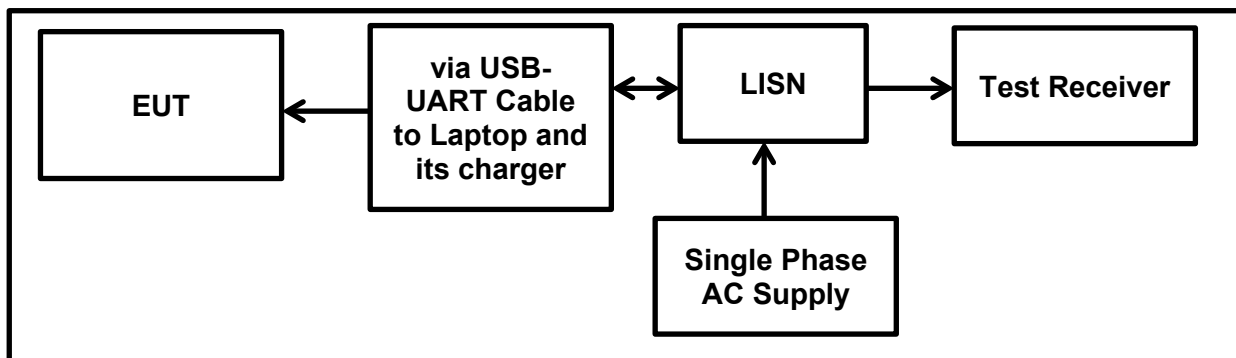 EUT
via USB-
UART Cable
to Laptop and
its charger
LISN
Test Receiver
Single Phase
AC Supply